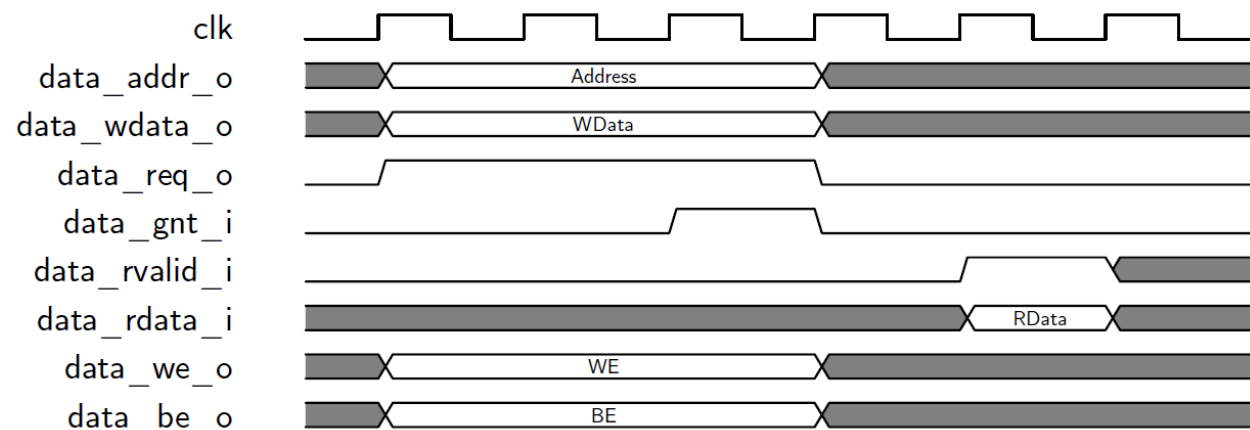 clk
data_addr_o Address
data_wdata_o WData
data_req_o
data_gnt_i
data_rvalid_i
data_rdata_i RData
data_we_o WE
data_be_o BE